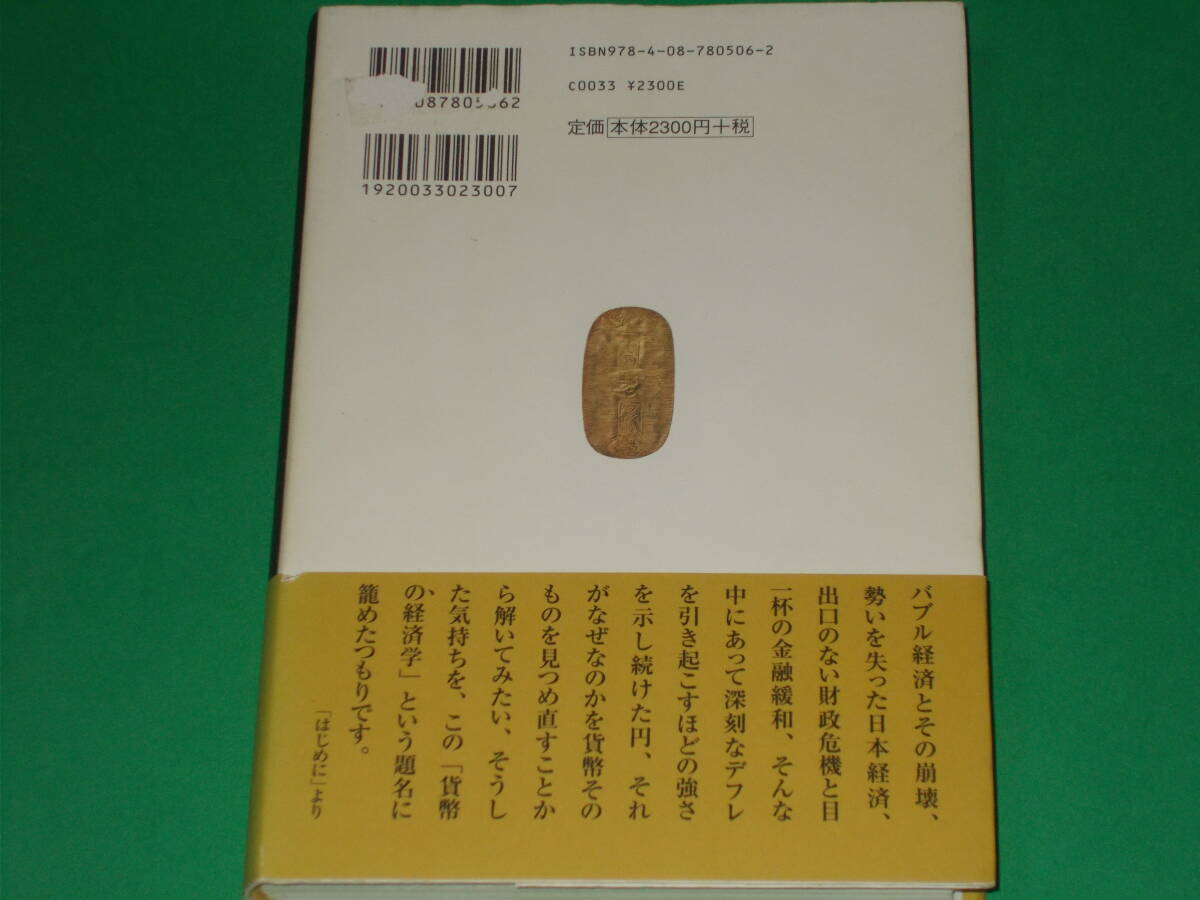 ISBN978-4-08-780506-2
C0033 ¥2300E
定価 本体2300円+税
1920033023007
バブル経済とその崩壊、
勢いを失った日本経済、
出口のない財政危機と目
一杯の金融緩和、そんな
中にあって深刻なデフレ
を引き起こすほどの強さ
を示し続けた円、それ
がなぜなのかを貨幣その
ものを見つめ直すことか
ら解いてみたい、そうし
た気持ちを、この「貨幣
の経済学」という題名に
籠めたつもりです。
「はじめに」より